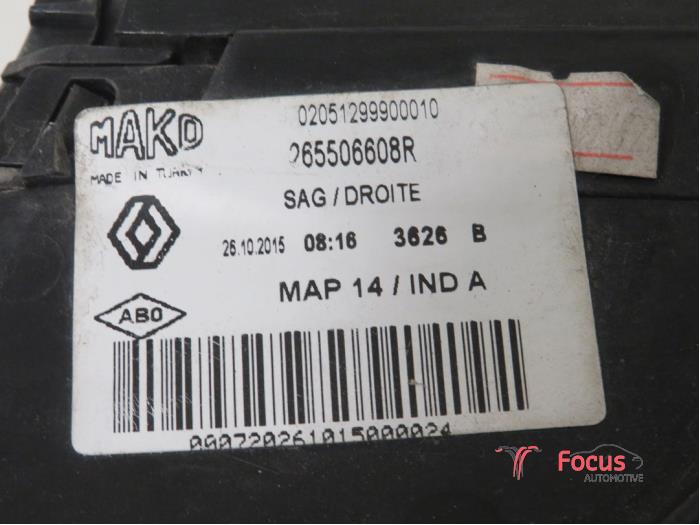 MAKO
MADE IN TURKEY
02051299900010
265506608R
SAG / DROITE
26.10.2015 08:16 3626 B
MAP 14 / IND A
ABO
000720261015000024
Focus
AUTOMOTIVE